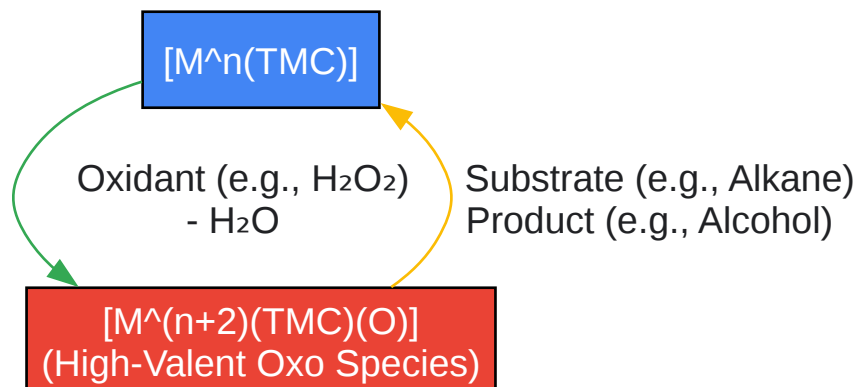 [M^n(TMC)]
Oxidant (e.g., H₂O₂)
- H₂O
Substrate (e.g., Alkane)
Product (e.g., Alcohol)
[M^(n+2)(TMC)(O)]
(High-Valent Oxo Species)